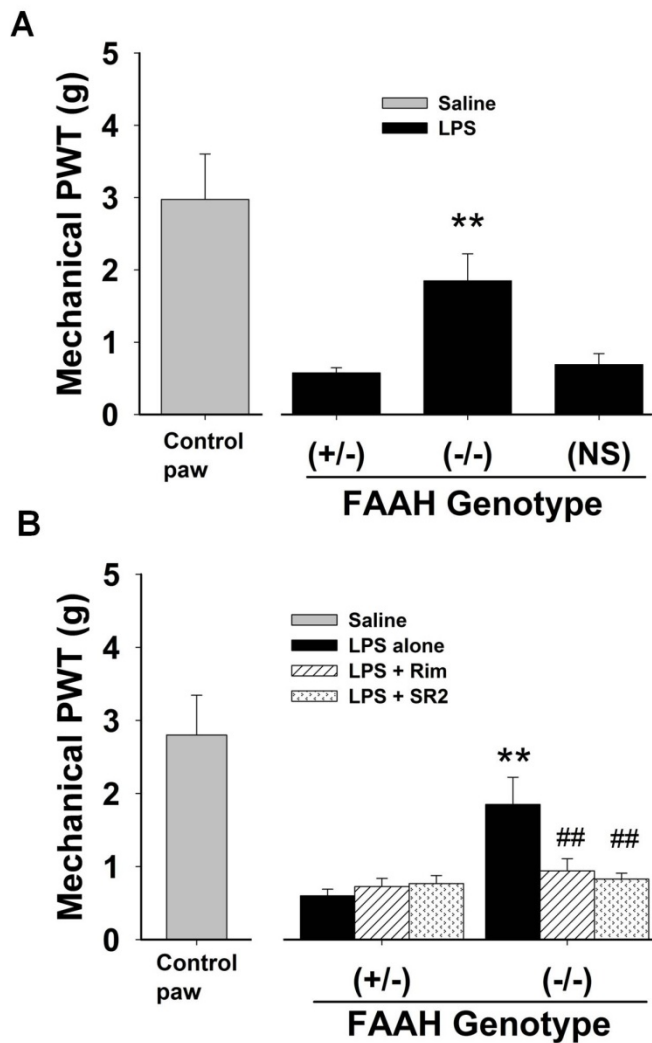 A
Mechanical PWT (g)
5
4
3
2
1
0
Saline
LPS
**
Control
paw
(+/-)
(-/-)
(NS)
FAAH Genotype
B
Mechanical PWT (g)
5
4
3
2
1
0
Saline
LPS alone
LPS + Rim
LPS + SR2
**
##
##
Control
paw
(+/-)
(-/-)
FAAH Genotype